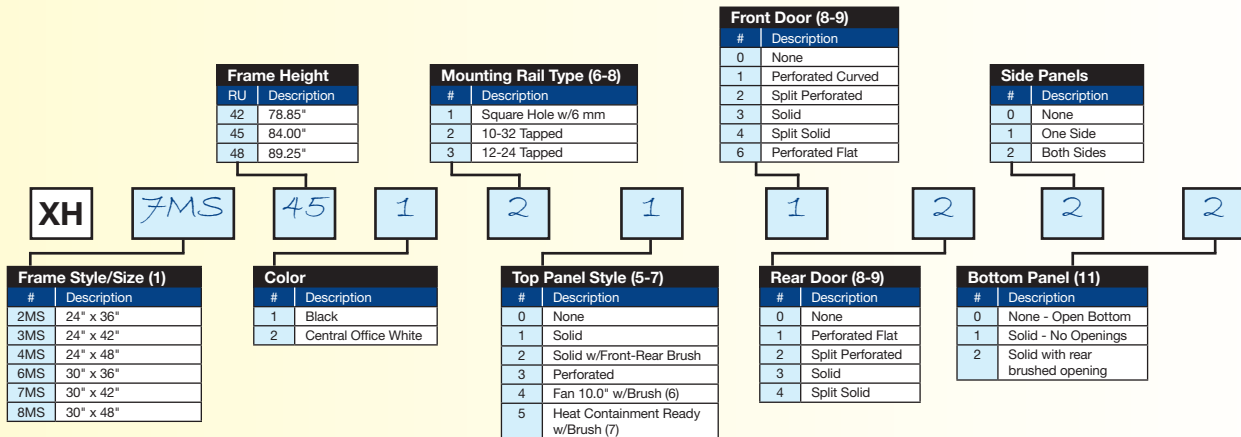 Front Door (8-9)
# Description
0 None
1 Perforated Curved
2 Split Perforated
3 Solid
4 Split Solid
6 Perforated Flat
Frame Height
RU Description
42 78.85"
45 84.00"
48 89.25"
Mounting Rail Type (6-8)
# Description
1 Square Hole w/6 mm
2 10-32 Tapped
3 12-24 Tapped
Side Panels
# Description
0 None
1 One Side
2 Both Sides
XH 7MS 45 1 2 1 1 2 2 2
Frame Style/Size (1)
# Description
2MS 24" x 36"
3MS 24" x 42"
4MS 24" x 48"
6MS 30" x 36"
7MS 30" x 42"
8MS 30" x 48"
Color
# Description
1 Black
2 Central Office White
Top Panel Style (5-7)
# Description
0 None
1 Solid
2 Solid w/Front-Rear Brush
3 Perforated
4 Fan 10.0" w/Brush (6)
5 Heat Containment Ready
w/Brush (7)
Rear Door (8-9)
# Description
0 None
1 Perforated Flat
2 Split Perforated
3 Solid
4 Split Solid
Bottom Panel (11)
# Description
0 None - Open Bottom
1 Solid - No Openings
2 Solid with rear
brushed opening